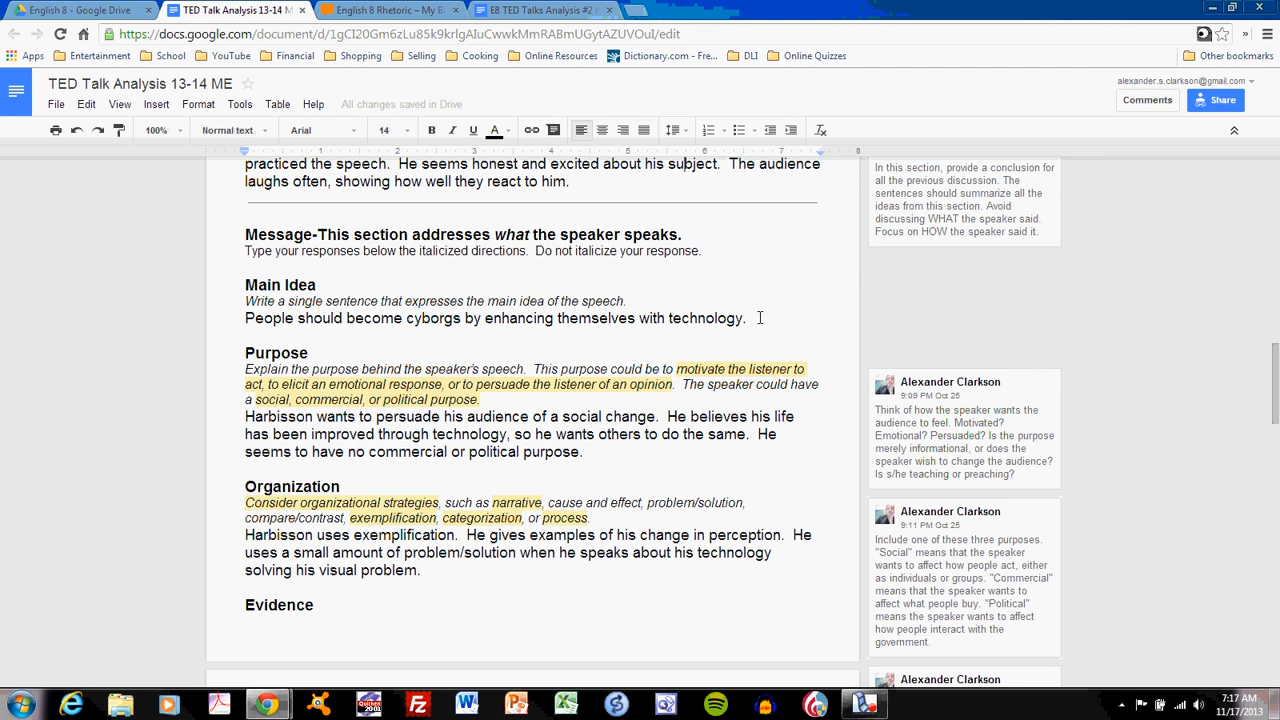 English 8 - Google Drive
TED Talk Analysis 13-14 M
English 8 Rhetoric – My B
E8 TED Talks Analysis #2
https://docs.google.com/document/d/1gCI20Gm6zLu85k9krlgAIuCwwkMmRABmUGytAZUVOuI/edit
Apps Entertainment School YouTube Financial Shopping Selling Cooking Online Resources Dictionary.com - Fre... DLI Online Quizzes Other bookmarks
TED Talk Analysis 13-14 ME
alexander.s.clarkson@gmail.com
File Edit View Insert Format Tools Table Help All changes saved in Drive
Comments Share
100% Normal text Arial 14 B I U A
1 2 3 4 5 6 7 8
practiced the speech. He seems honest and excited about his subject. The audience
laughs often, showing how well they react to him.
Message-This section addresses what the speaker speaks.
Type your responses below the italicized directions. Do not italicize your response.
Main Idea
Write a single sentence that expresses the main idea of the speech.
People should become cyborgs by enhancing themselves with technology.
Purpose
Explain the purpose behind the speaker's speech. This purpose could be to motivate the listener to
act, to elicit an emotional response, or to persuade the listener of an opinion. The speaker could have
a social, commercial, or political purpose.
Harbisson wants to persuade his audience of a social change. He believes his life
has been improved through technology, so he wants others to do the same. He
seems to have no commercial or political purpose.
Organization
Consider organizational strategies, such as narrative, cause and effect, problem/solution,
compare/contrast, exemplification, categorization, or process.
Harbisson uses exemplification. He gives examples of his change in perception. He
uses a small amount of problem/solution when he speaks about his technology
solving his visual problem.
Evidence
In this section, provide a conclusion for
all the previous discussion. The
sentences should summarize all the
ideas from this section. Avoid
discussing WHAT the speaker said.
Focus on HOW the speaker said it.
Alexander Clarkson
9:09 PM Oct 25
Think of how the speaker wants the
audience to feel. Motivated?
Emotional? Persuaded? Is the purpose
merely informational, or does the
speaker wish to change the audience?
Is s/he teaching or preaching?
Alexander Clarkson
9:11 PM Oct 25
Include one of these three purposes.
"Social" means that the speaker
wants to affect how people act, either
as individuals or groups. "Commercial"
means that the speaker wants to
affect what people buy. "Political"
means the speaker wants to affect
how people interact with the
government.
Alexander Clarkson
7:17 AM
11/17/2013